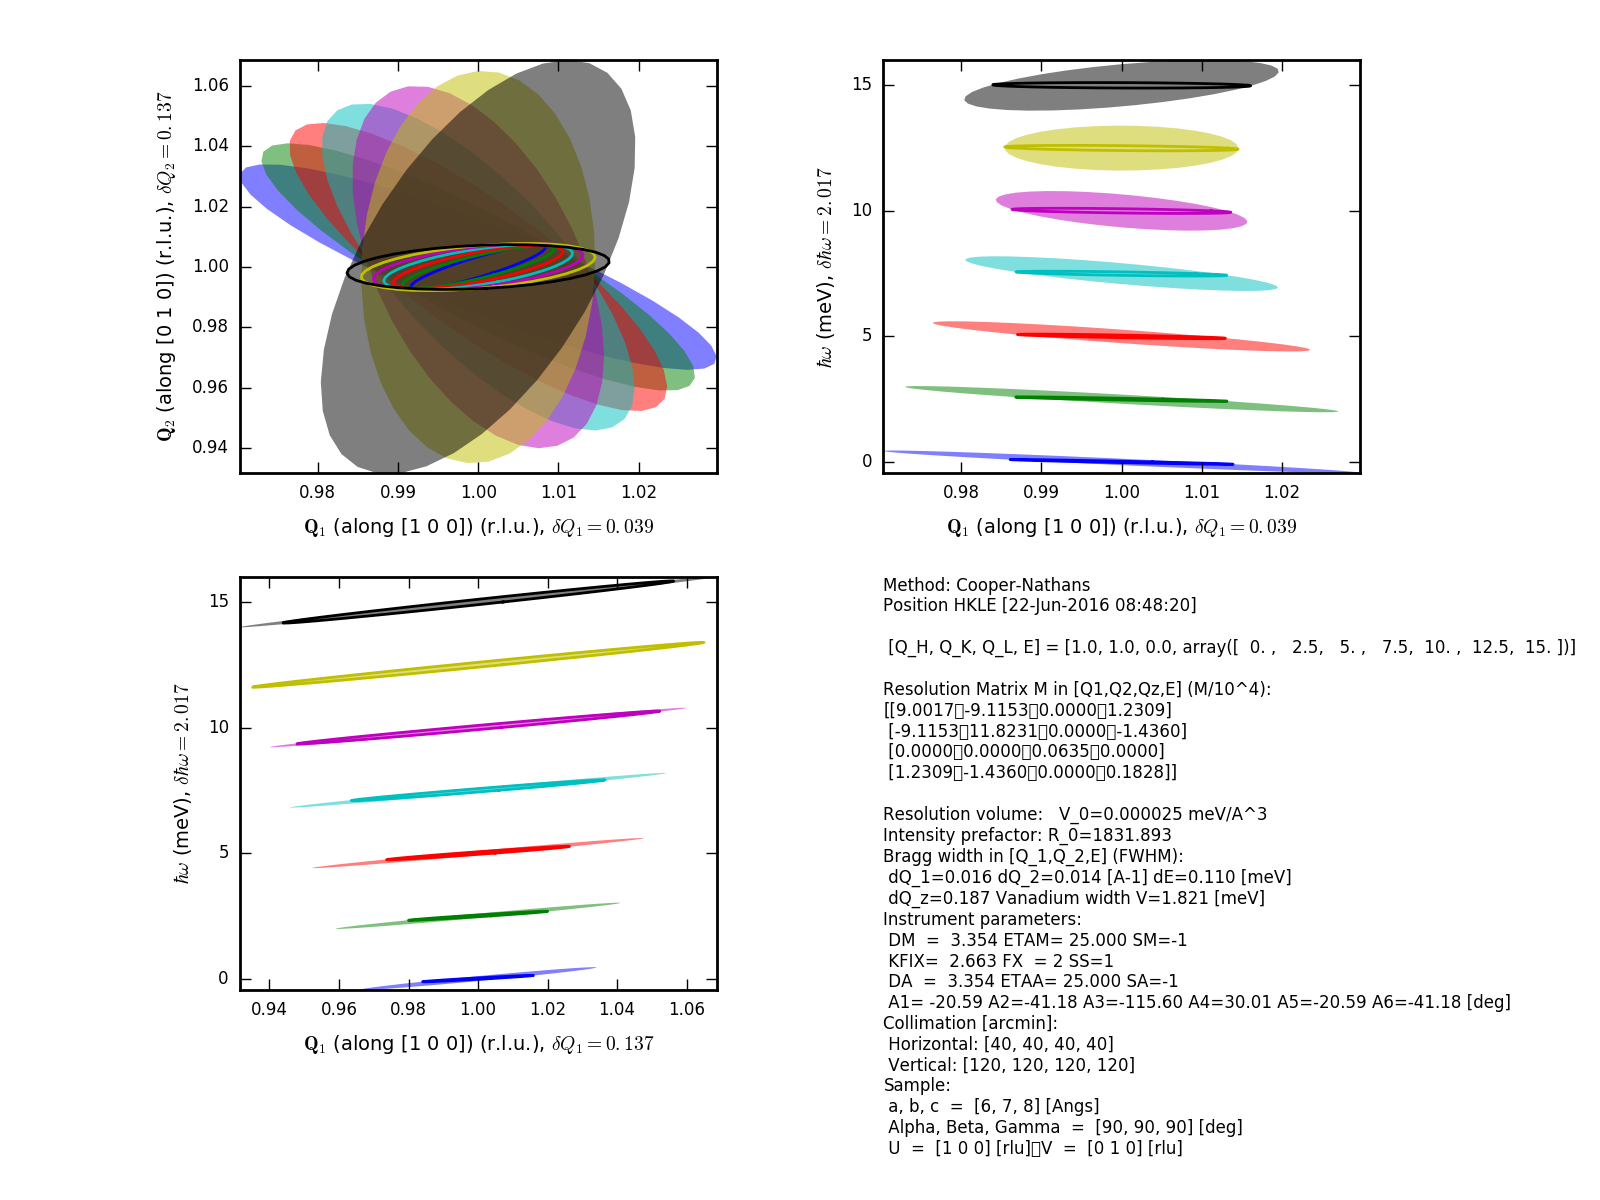 1.06
1.04
1.02
1.00
0.98
0.96
0.94
Q₂ (along [0 1 0]) (r.l.u.), δQ₂=0.137
0.98 0.99 1.00 1.01 1.02
Q₁ (along [1 0 0]) (r.l.u.), δQ₁=0.039
15
10
5
0
ħω (meV), δħω=2.017
0.98 0.99 1.00 1.01 1.02
Q₁ (along [1 0 0]) (r.l.u.), δQ₁=0.039
15
10
5
0
ħω (meV), δħω=2.017
0.94 0.96 0.98 1.00 1.02 1.04 1.06
Q₁ (along [1 0 0]) (r.l.u.), δQ₁=0.137
Method: Cooper-Nathans
Position HKLE [22-Jun-2016 08:48:20]
[Q_H, Q_K, Q_L, E] = [1.0, 1.0, 0.0, array([  0. ,   2.5,   5. ,   7.5,  10. ,  12.5,  15. ])]
Resolution Matrix M in [Q1,Q2,Qz,E] (M/10^4):
[[9.0017▯-9.1153▯0.0000▯1.2309]
[-9.1153▯11.8231▯0.0000▯-1.4360]
[0.0000▯0.0000▯0.0635▯0.0000]
[1.2309▯-1.4360▯0.0000▯0.1828]]
Resolution volume:   V_0=0.000025 meV/A^3
Intensity prefactor: R_0=1831.893
Bragg width in [Q_1,Q_2,E] (FWHM):
dQ_1=0.016 dQ_2=0.014 [A-1] dE=0.110 [meV]
dQ_z=0.187 Vanadium width V=1.821 [meV]
Instrument parameters:
DM  =  3.354 ETAM= 25.000 SM=-1
KFIX=  2.663 FX  = 2 SS=1
DA  =  3.354 ETAA= 25.000 SA=-1
A1= -20.59 A2=-41.18 A3=-115.60 A4=30.01 A5=-20.59 A6=-41.18 [deg]
Collimation [arcmin]:
Horizontal: [40, 40, 40, 40]
Vertical: [120, 120, 120, 120]
Sample:
a, b, c  =  [6, 7, 8] [Angs]
Alpha, Beta, Gamma  =  [90, 90, 90] [deg]
U  =  [1 0 0] [rlu]▯V  =  [0 1 0] [rlu]